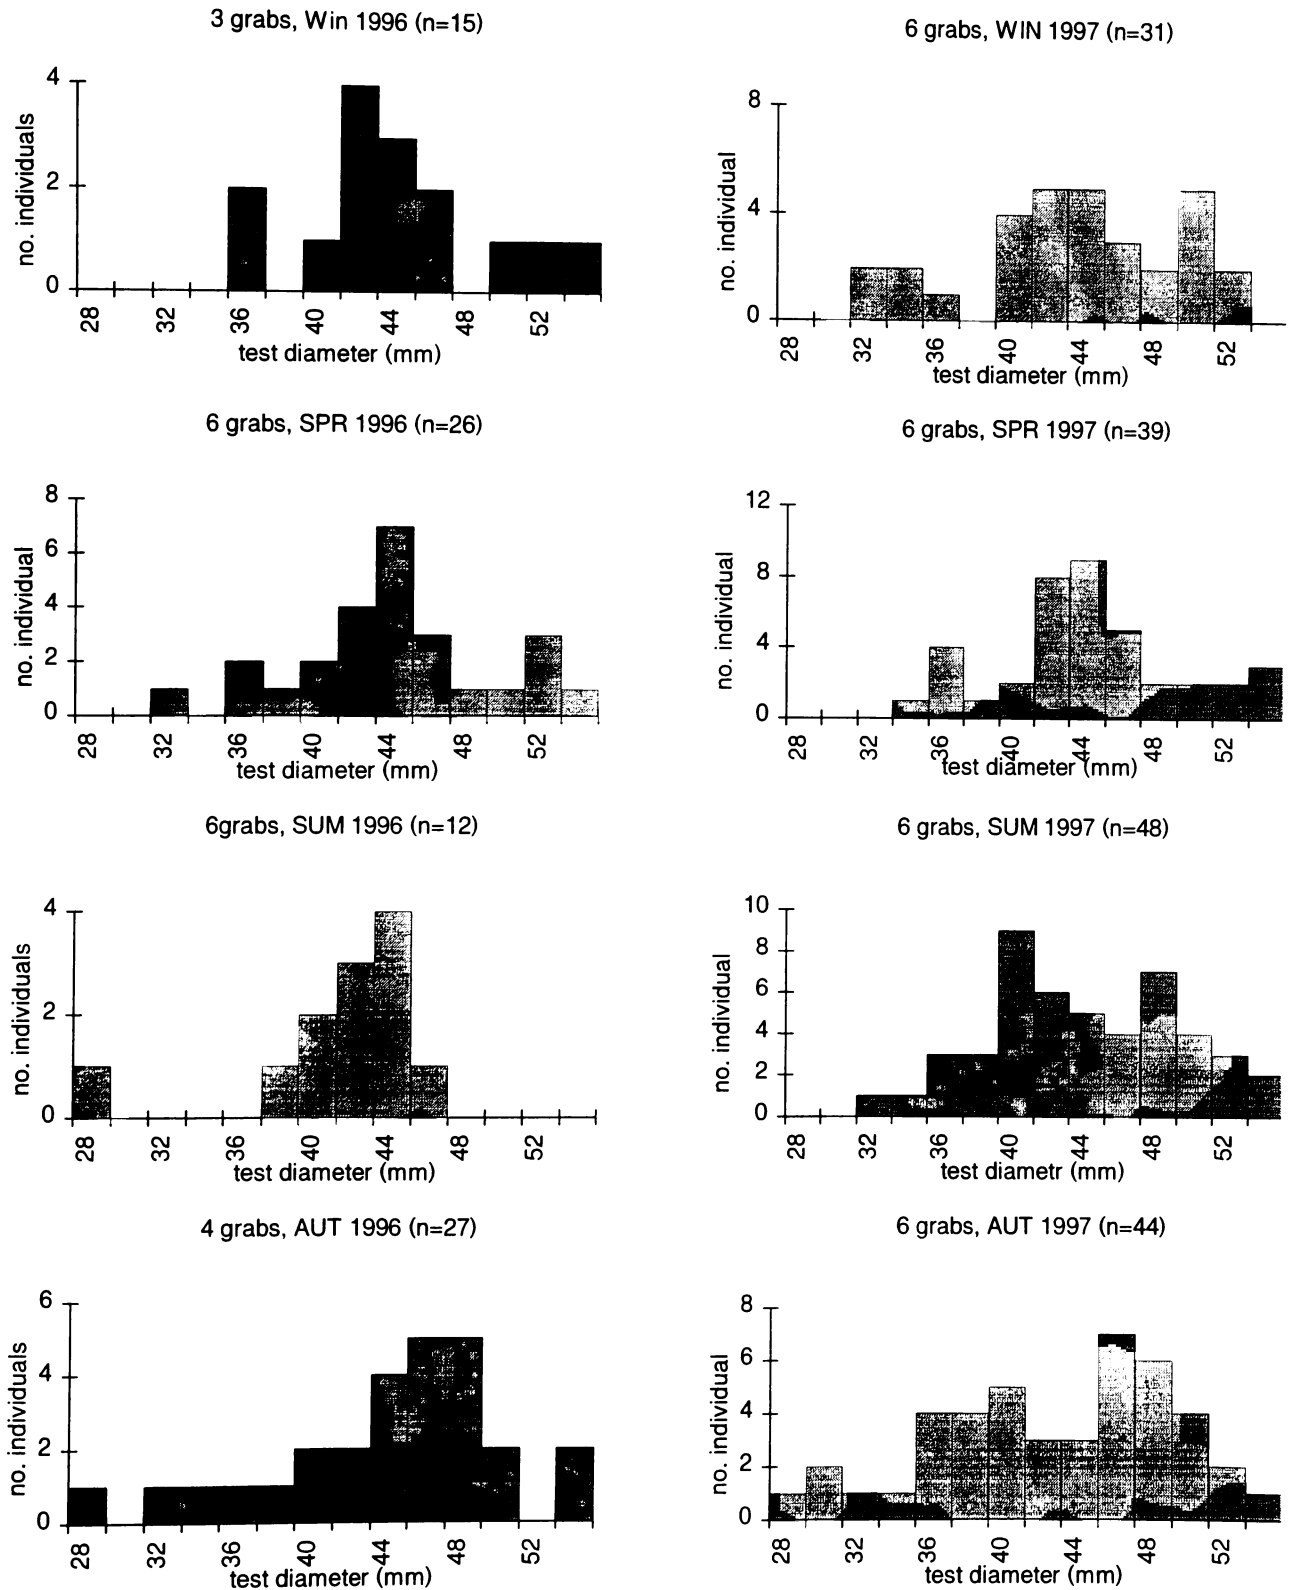 3 grabs, Win 1996 (n=15)
no. individuals
4
2
0
28 32 36 40 44 48 52
test diameter (mm)
6 grabs, WIN 1997 (n=31)
no. individual
8
4
0
28 32 36 40 44 48 52
test diameter (mm)
6 grabs, SPR 1996 (n=26)
no. individual
8
6
4
2
0
28 32 36 40 44 48 52
test diameter (mm)
6 grabs, SPR 1997 (n=39)
no. individual
12
8
4
0
28 32 36 40 44 48 52
test diameter (mm)
6grabs, SUM 1996 (n=12)
no. individuals
4
2
0
28 32 36 40 44 48 52
test diameter (mm)
6 grabs, SUM 1997 (n=48)
no. individual
10
8
6
4
2
0
28 32 36 40 44 48 52
test diametr (mm)
4 grabs, AUT 1996 (n=27)
no. individuals
6
4
2
0
28 32 36 40 44 48 52
test diameter (mm)
6 grabs, AUT 1997 (n=44)
no. individual
8
6
4
2
0
28 32 36 40 44 48 52
test diameter (mm)